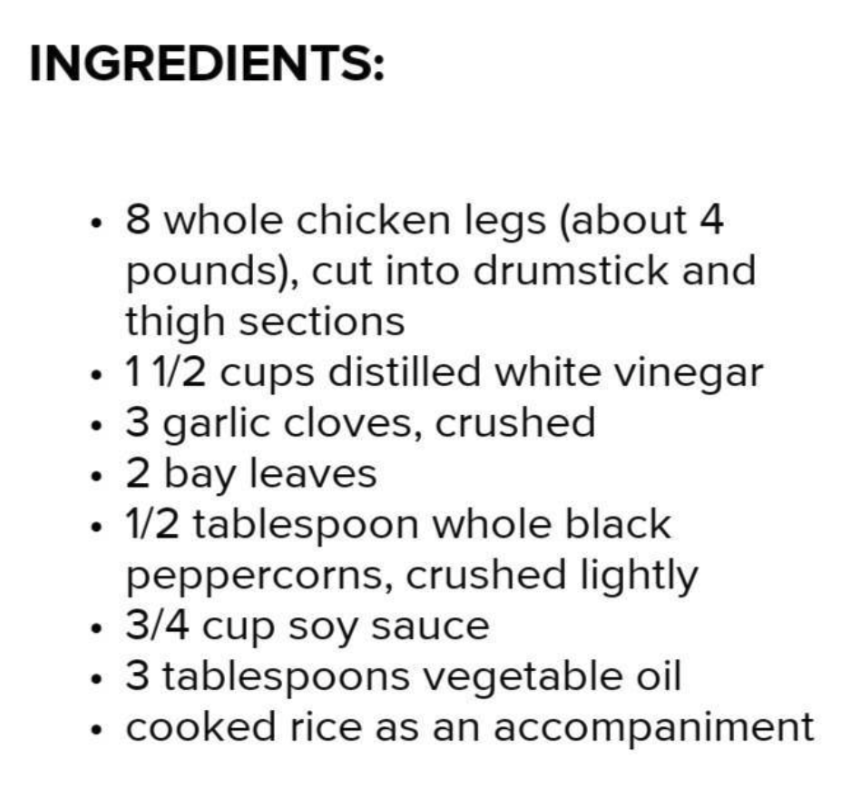 INGREDIENTS:
• 8 whole chicken legs (about 4
pounds), cut into drumstick and
thigh sections
• 1 1/2 cups distilled white vinegar
• 3 garlic cloves, crushed
• 2 bay leaves
• 1/2 tablespoon whole black
peppercorns, crushed lightly
• 3/4 cup soy sauce
• 3 tablespoons vegetable oil
• cooked rice as an accompaniment